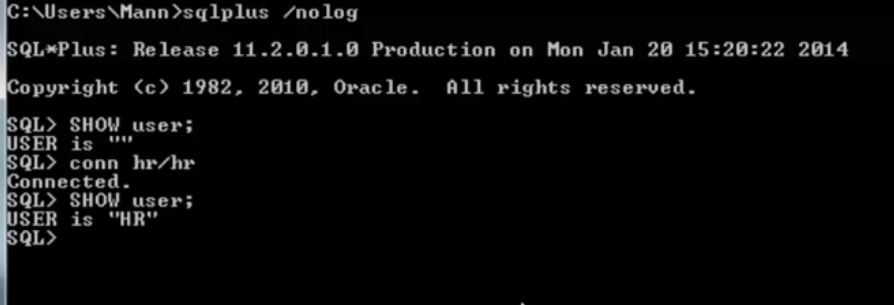 C:\Users\Mann>sqlplus /nolog
SQL*Plus: Release 11.2.0.1.0 Production on Mon Jan 20 15:20:22 2014
Copyright (c) 1982, 2010, Oracle.  All rights reserved.
SQL> SHOW user;
USER is ""
SQL> conn hr/hr
Connected.
SQL> SHOW user;
USER is "HR"
SQL>